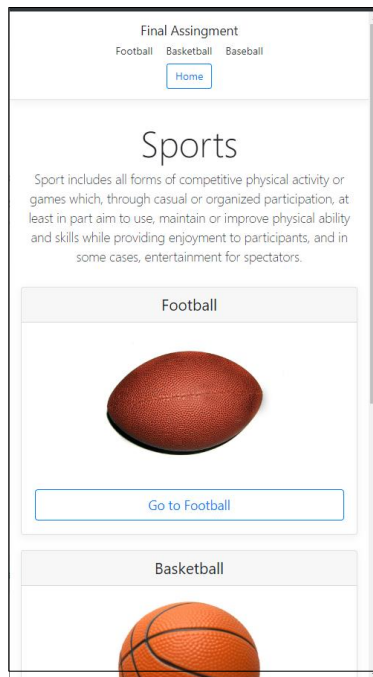 Final Assingment
Football Basketball Baseball
Home
Sports
Sport includes all forms of competitive physical activity or
games which, through casual or organized participation, at
least in part aim to use, maintain or improve physical ability
and skills while providing enjoyment to participants, and in
some cases, entertainment for spectators.
Football
Go to Football
Basketball